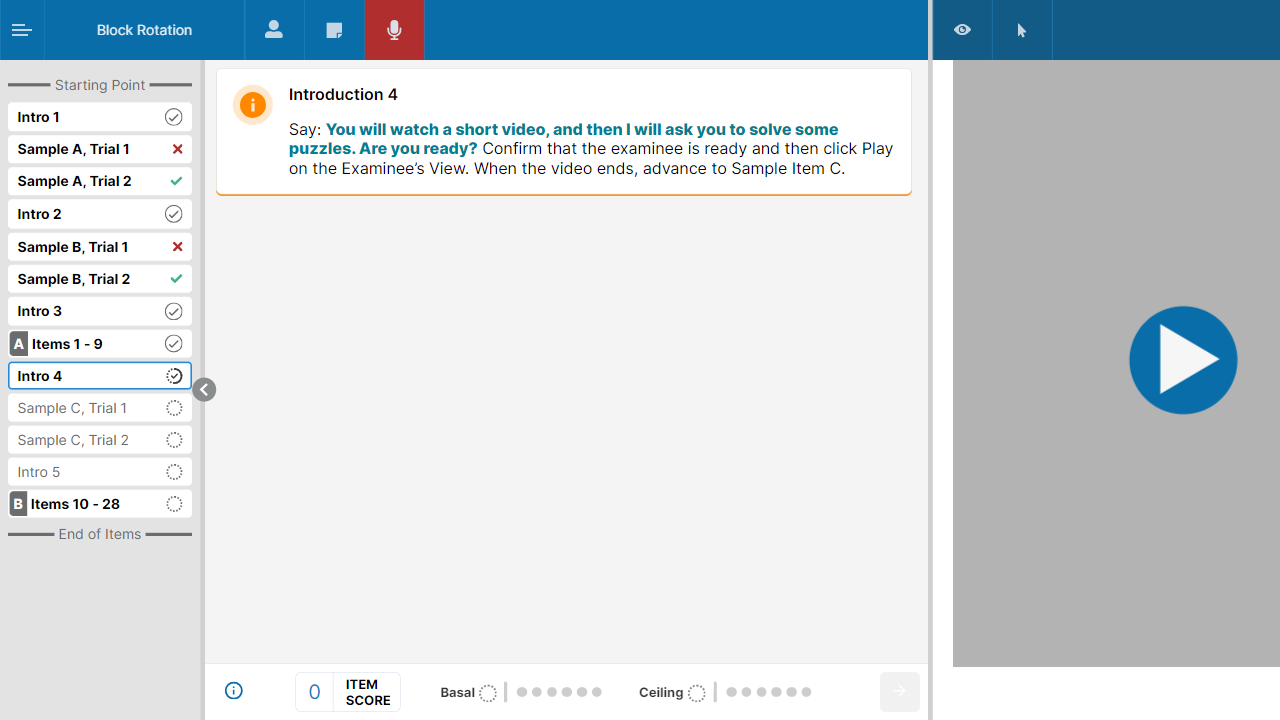 Block Rotation
Starting Point
Intro 1
Sample A, Trial 1
Sample A, Trial 2
Intro 2
Sample B, Trial 1
Sample B, Trial 2
Intro 3
A Items 1 - 9
Intro 4
Sample C, Trial 1
Sample C, Trial 2
Intro 5
B Items 10 - 28
End of Items
Introduction 4
Say: You will watch a short video, and then I will ask you to solve some
puzzles. Are you ready? Confirm that the examinee is ready and then click Play
on the Examinee’s View. When the video ends, advance to Sample Item C.
0 ITEM
SCORE
Basal
Ceiling